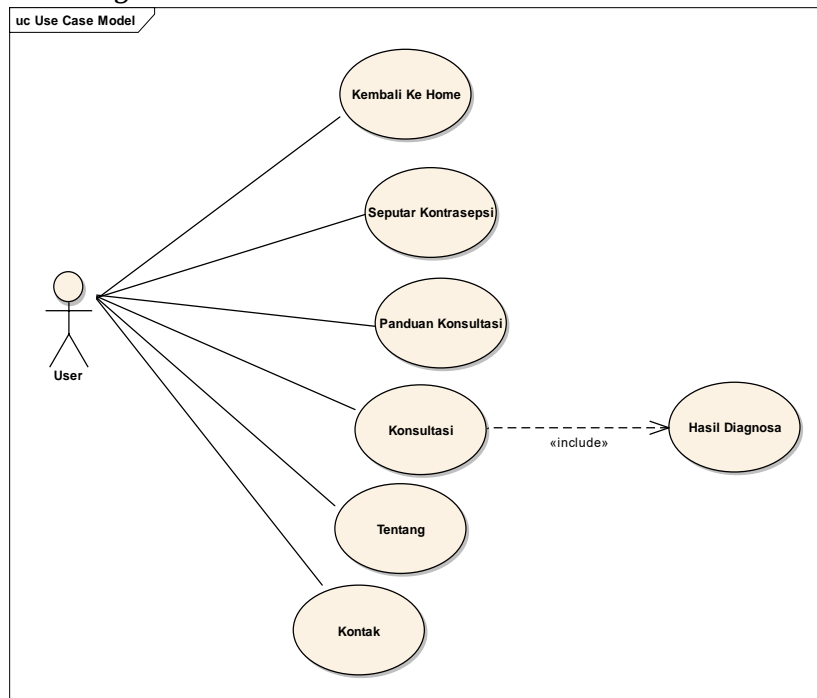 uc Use Case Model
Kembali Ke Home
Seputar Kontrasepsi
Panduan Konsultasi
User
Konsultasi
«include»
Hasil Diagnosa
Tentang
Kontak